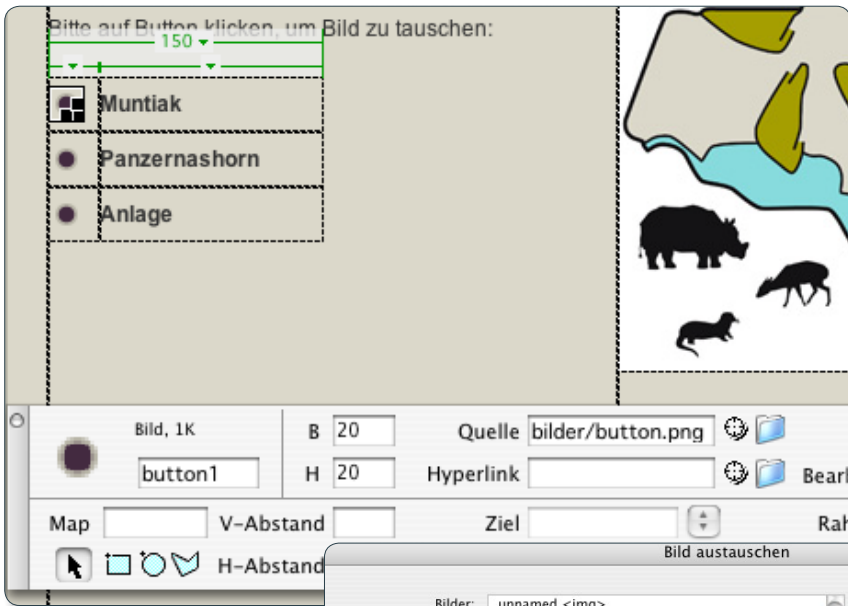 Bitte auf Button klicken, um Bild zu tauschen:
150
Muntiak
Panzernashorn
Anlage
Bild, 1K
B 20
Quelle bilder/button.png
button1
H 20
Hyperlink
Bearb
Map
V-Abstand
Ziel
Rah
H-Abstand
Bild austauschen
Bilder: unnamed <img>